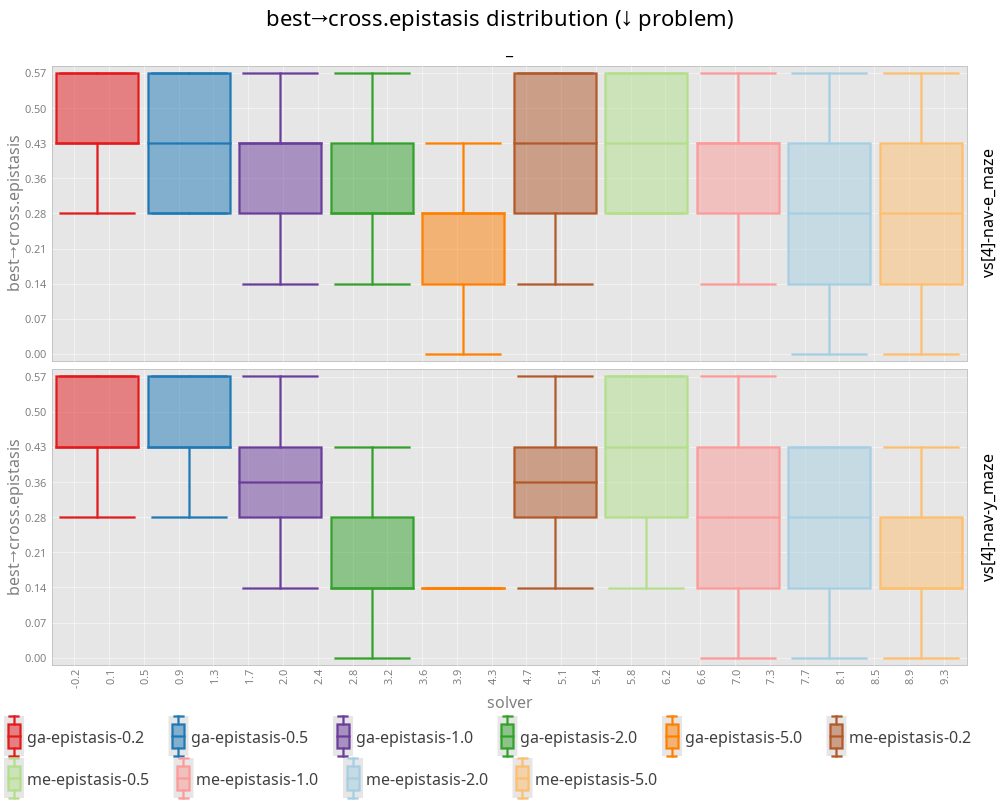 best→cross.epistasis distribution (↓ problem)
–
best→cross.epistasis
0.57
0.50
0.43
0.36
0.28
0.21
0.14
0.07
0.00
vs[4]-nav-e_maze
best→cross.epistasis
0.57
0.50
0.43
0.36
0.28
0.21
0.14
0.07
0.00
vs[4]-nav-y_maze
-0.2 0.1 0.5 0.9 1.3 1.7 2.0 2.4 2.8 3.2 3.6 3.9 4.3 4.7 5.1 5.4 5.8 6.2 6.6 7.0 7.3 7.7 8.1 8.5 8.9 9.3
solver
ga-epistasis-0.2 ga-epistasis-0.5 ga-epistasis-1.0 ga-epistasis-2.0 ga-epistasis-5.0 me-epistasis-0.2
me-epistasis-0.5 me-epistasis-1.0 me-epistasis-2.0 me-epistasis-5.0